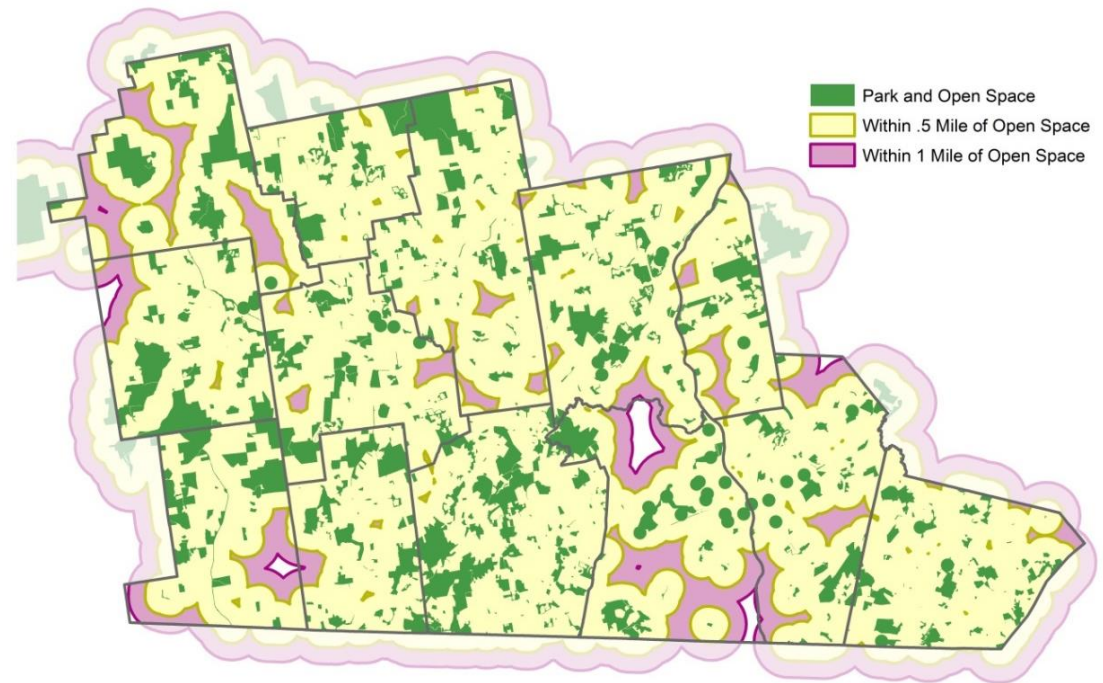 Park and Open Space
Within .5 Mile of Open Space
Within 1 Mile of Open Space